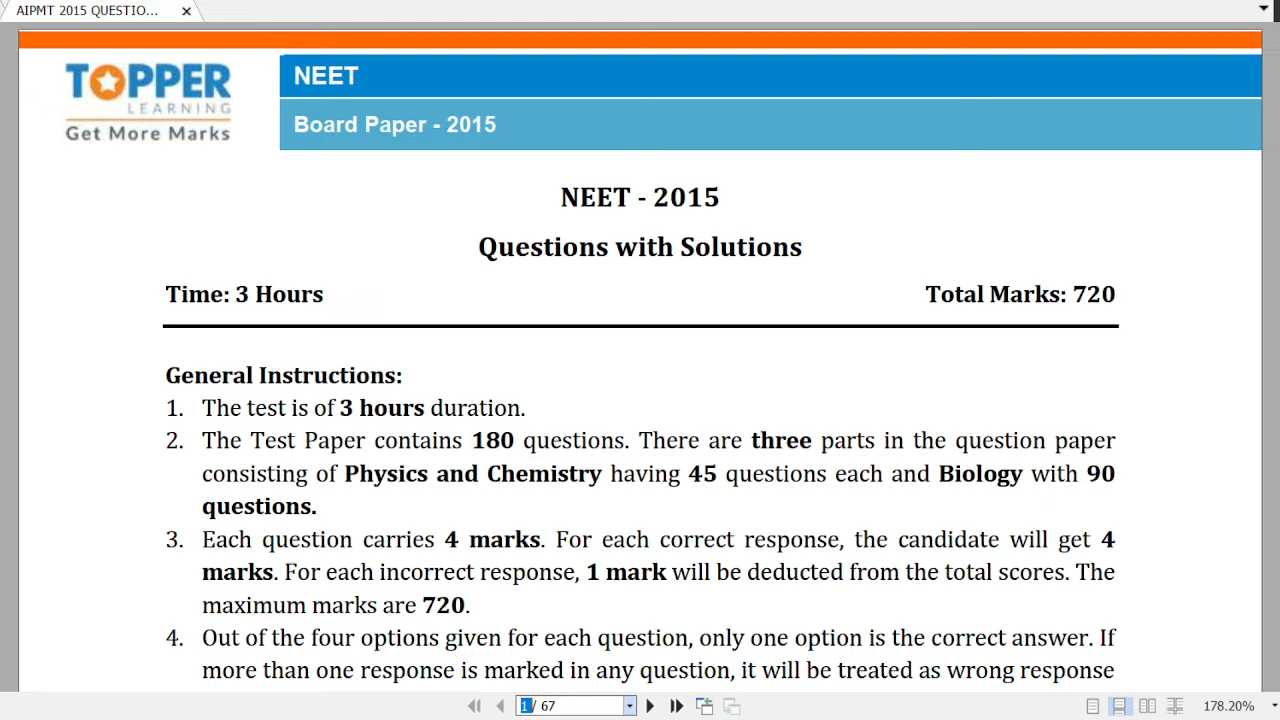 AIPMT 2015 QUESTIO...
TOPPER
LEARNING
Get More Marks
NEET
Board Paper - 2015
NEET - 2015
Questions with Solutions
Time: 3 Hours Total Marks: 720
General Instructions:
1. The test is of 3 hours duration.
2. The Test Paper contains 180 questions. There are three parts in the question paper
consisting of Physics and Chemistry having 45 questions each and Biology with 90
questions.
3. Each question carries 4 marks. For each correct response, the candidate will get 4
marks. For each incorrect response, 1 mark will be deducted from the total scores. The
maximum marks are 720.
4. Out of the four options given for each question, only one option is the correct answer. If
more than one response is marked in any question, it will be treated as wrong response
1 / 67
178.20%